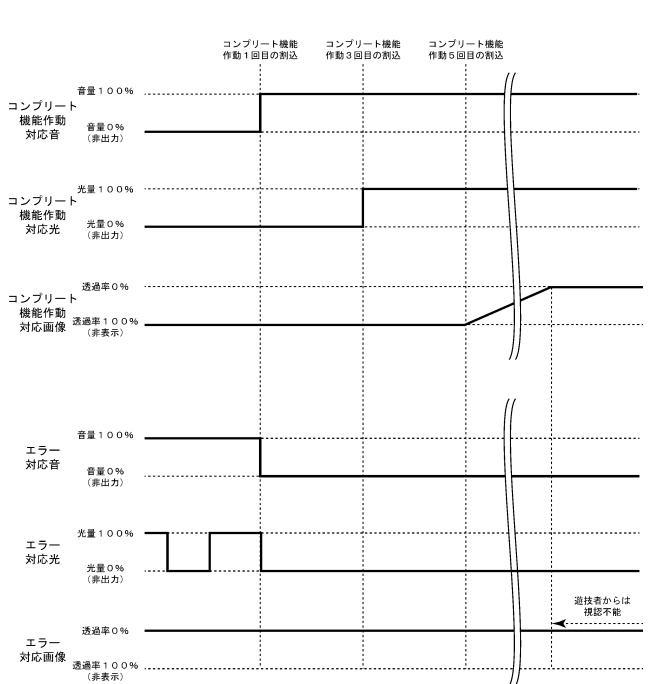 コンプリート機能
作動１回目の割込
コンプリート機能
作動３回目の割込
コンプリート機能
作動５回目の割込
コンプリート
機能作動
対応音
音量１００％
音量０％
（非出力）
コンプリート
機能作動
対応光
光量１００％
光量０％
（非出力）
コンプリート
機能作動
対応画像
透過率０％
透過率１００％
（非表示）
エラー
対応音
音量１００％
音量０％
（非出力）
エラー
対応光
光量１００％
光量０％
（非出力）
遊技者からは
視認不能
エラー
対応画像
透過率０％
透過率１００％
（非表示）